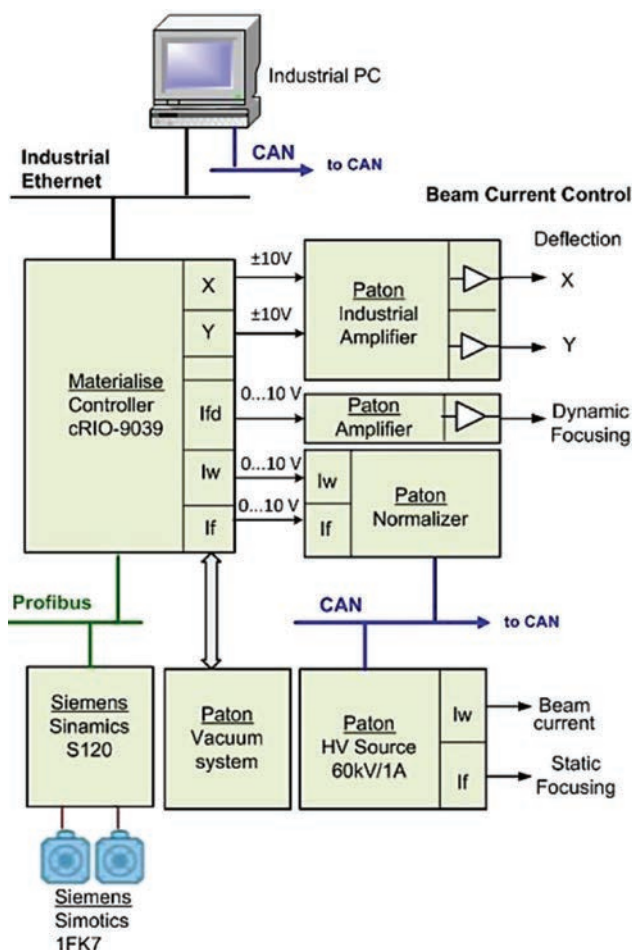 Industrial PC
CAN
to CAN
Industrial
Ethernet
Beam Current Control
Deflection
±10V
X
Paton
Industrial
Amplifier
X
±10V
Y
Y
Materialise
Controller
cRIO-9039
0...10 V
Ifd
Paton
Amplifier
Dynamic
Focusing
0...10 V
Iw
Iw
Paton
Normalizer
0...10 V
If
If
Profibus
CAN
to CAN
Siemens
Sinamics
S120
Paton
Vacuum
system
Paton
HV Source
60kV/1A
Iw
Beam
current
If
Static
Focusing
Siemens
Simotics
1FK7